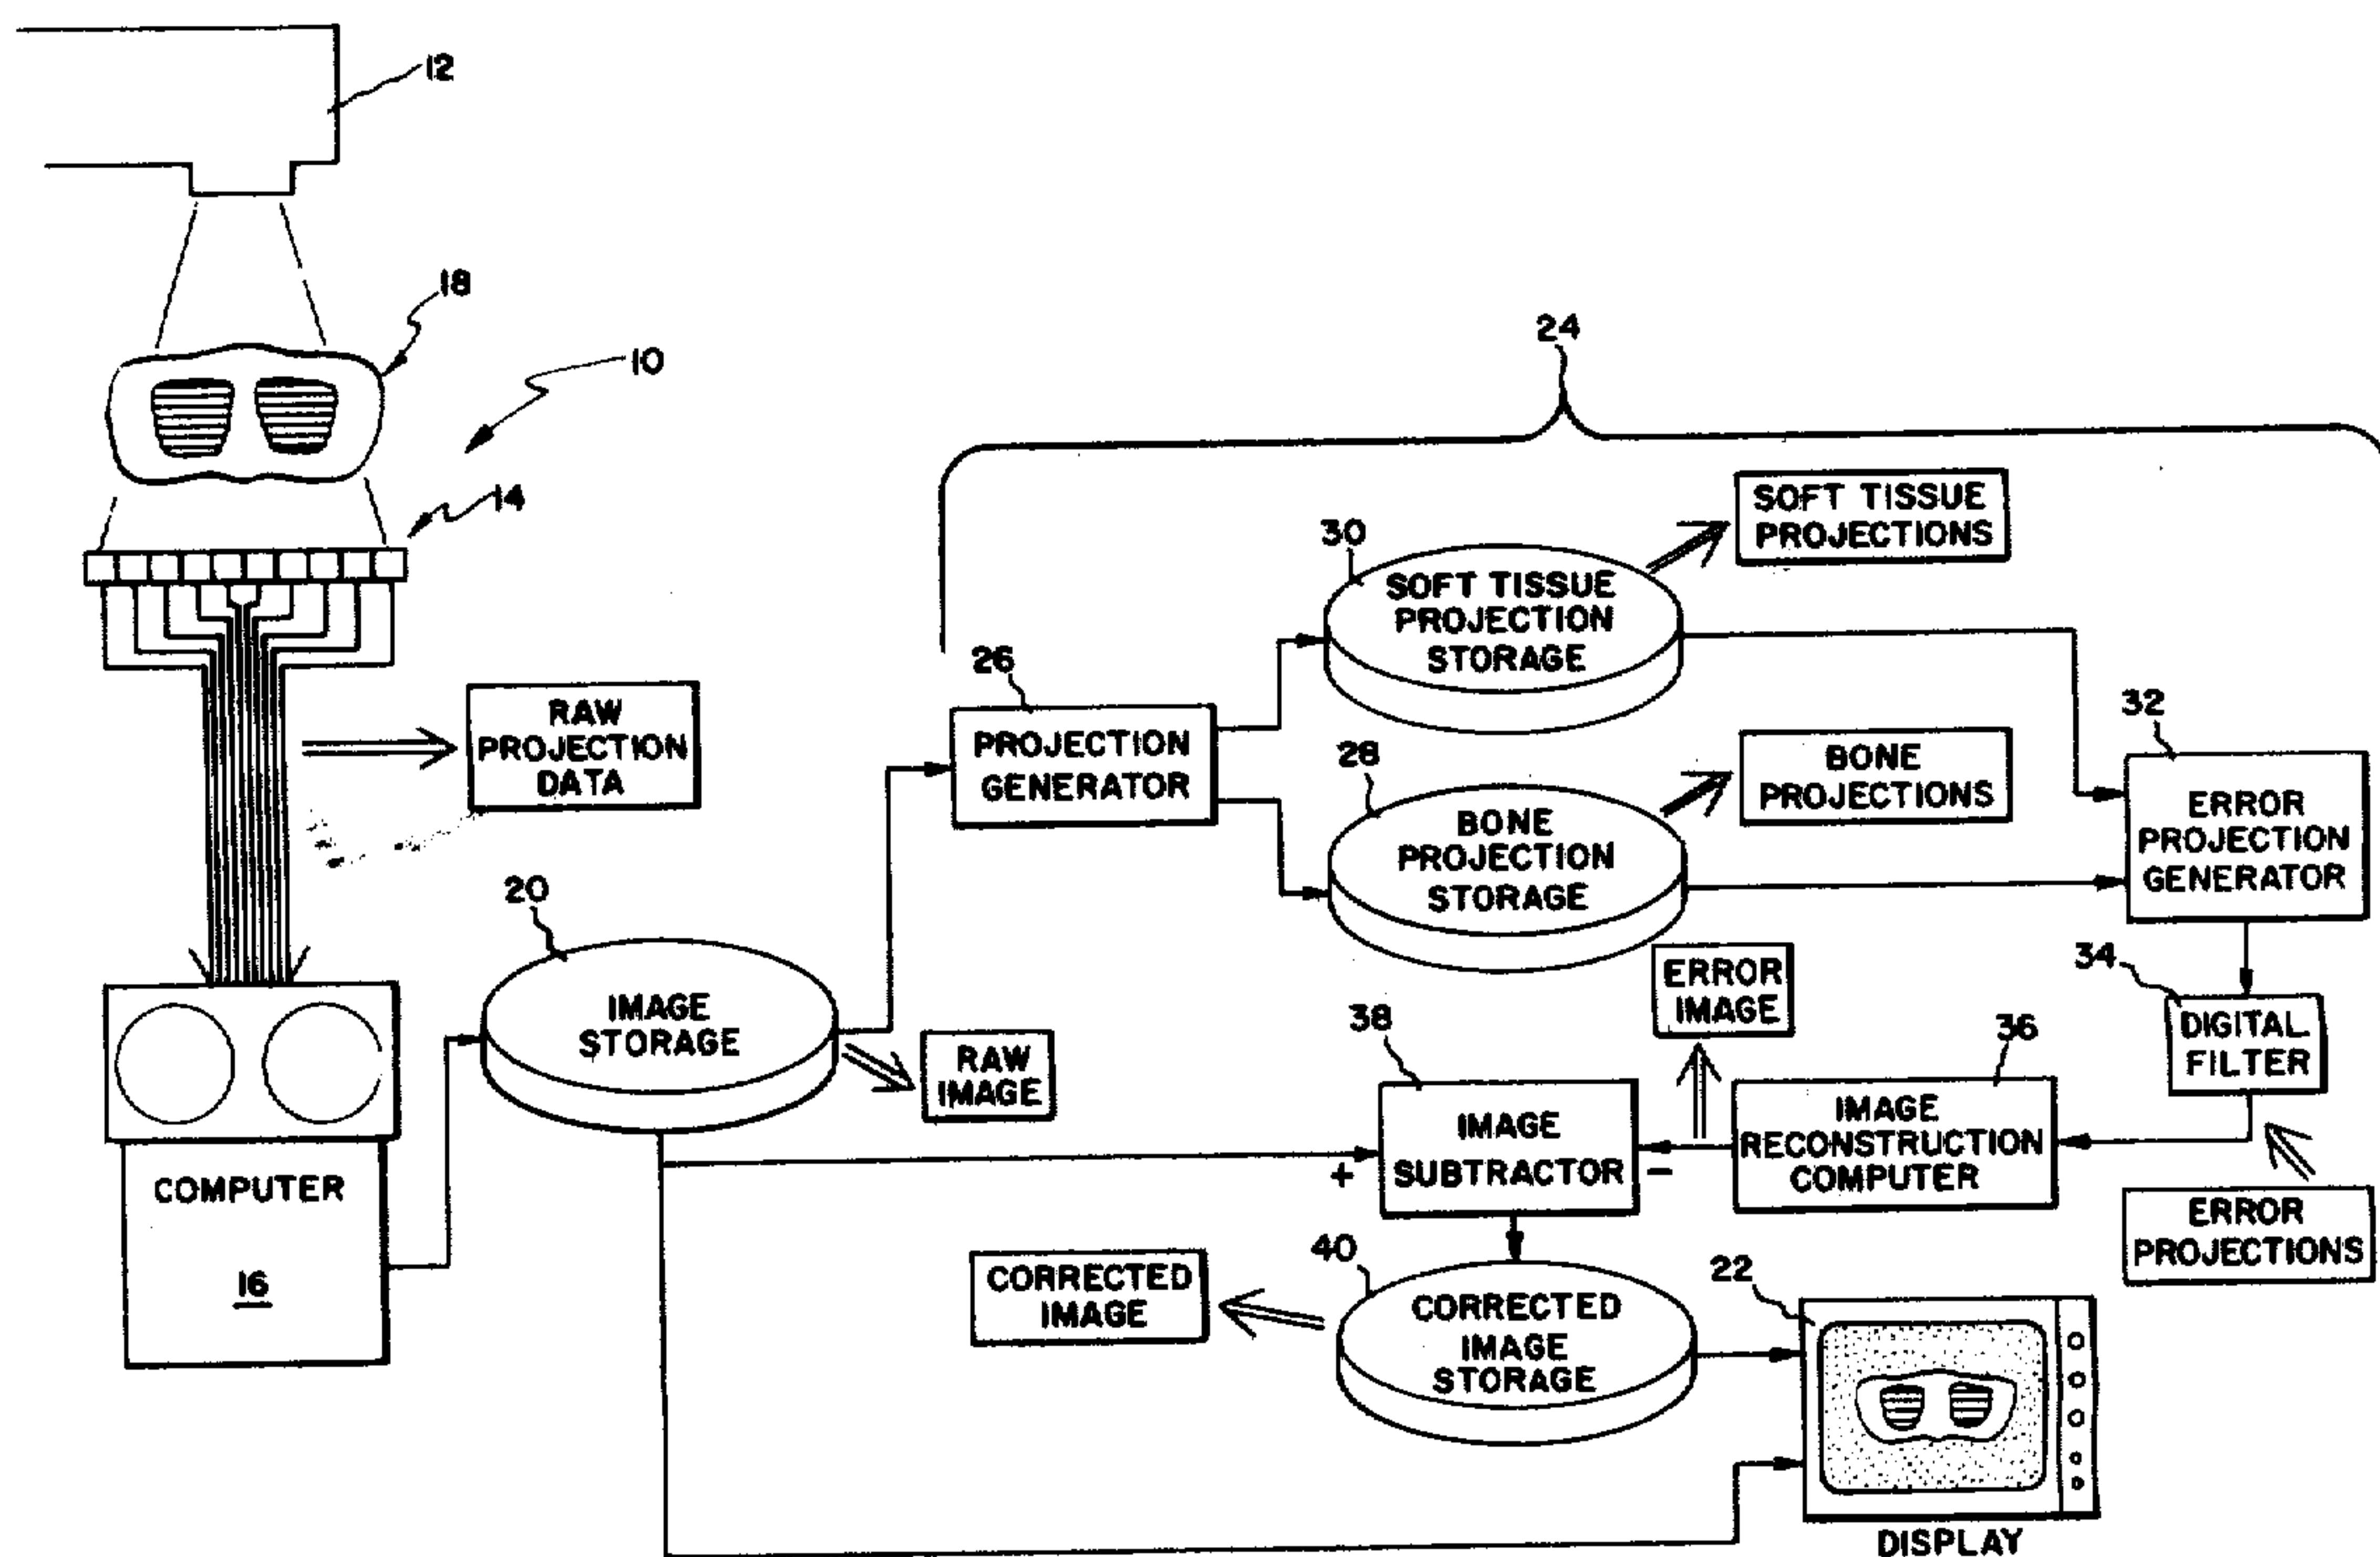 12
18
10
14
24
SOFT TISSUE
PROJECTIONS
30
SOFT TISSUE
PROJECTION
STORAGE
26
PROJECTION
GENERATOR
RAW
PROJECTION
DATA
28
BONE
PROJECTION
STORAGE
BONE
PROJECTIONS
32
ERROR
PROJECTION
GENERATOR
20
IMAGE
STORAGE
RAW
IMAGE
ERROR
IMAGE
34
DIGITAL
FILTER
38
IMAGE
SUBTRACTOR
+
-
36
IMAGE
RECONSTRUCTION
COMPUTER
ERROR
PROJECTIONS
COMPUTER
16
CORRECTED
IMAGE
40
CORRECTED
IMAGE
STORAGE
22
DISPLAY